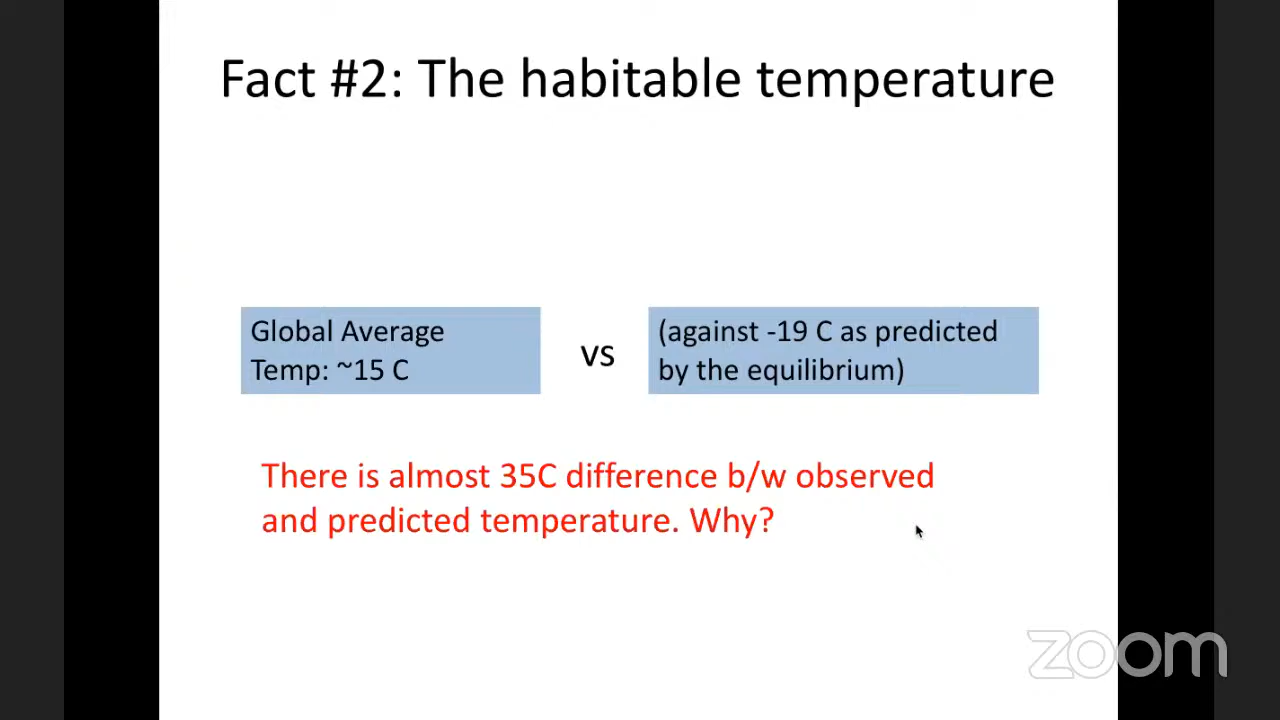 Fact #2: The habitable temperature
Global Average
Temp: ~15 C
vs
(against -19 C as predicted
by the equilibrium)
There is almost 35C difference b/w observed
and predicted temperature. Why?
zoom